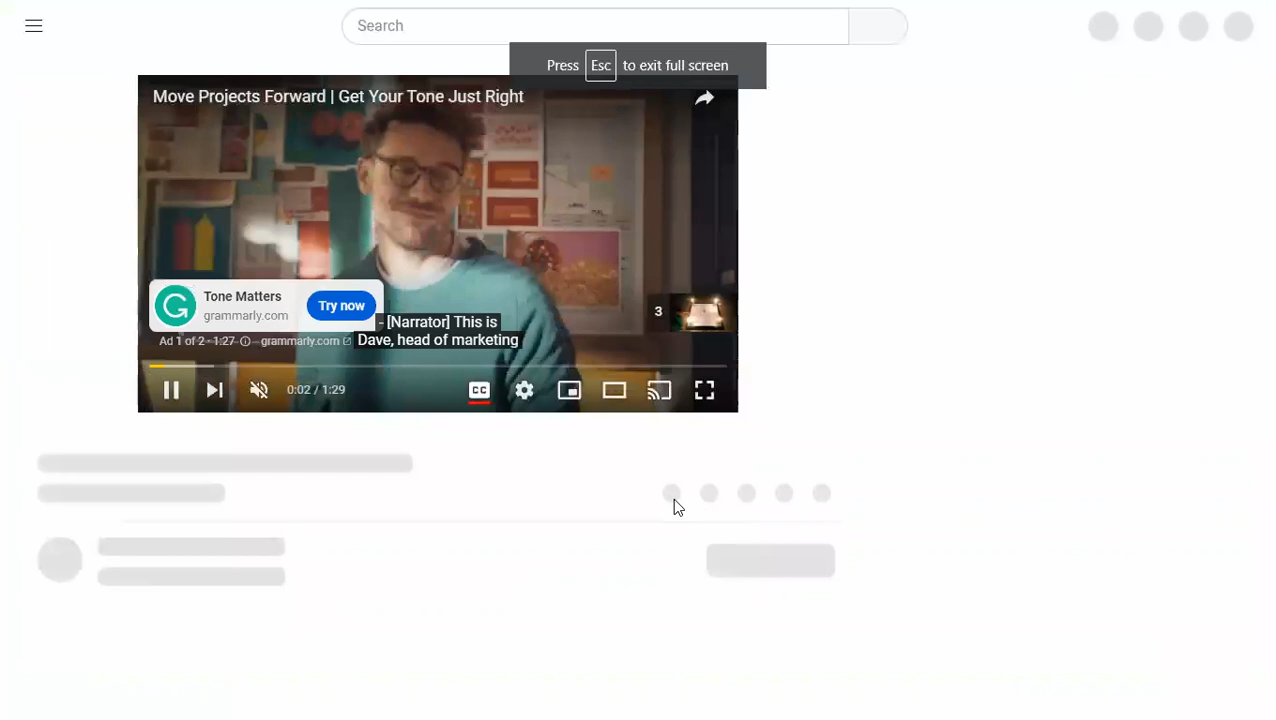 Search
Press Esc to exit full screen
Move Projects Forward | Get Your Tone Just Right
Tone Matters
grammarly.com
Try now
- [Narrator] This is
Dave, head of marketing
3
Ad 1 of 2 · 1:27 grammarly.com
CC
0:02 / 1:29